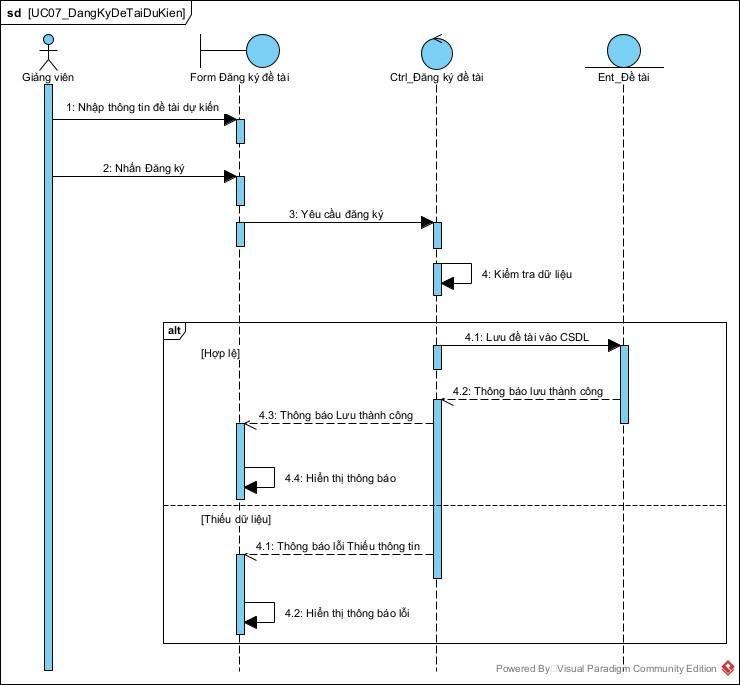 sd [UC07_DangKyDeTaiDuKien]
Giảng viên
Form Đăng ký đề tài
Ctrl_Đăng ký đề tài
Ent_Đề tài
1: Nhập thông tin đề tài dự kiến
2: Nhấn Đăng ký
3: Yêu cầu đăng ký
4: Kiểm tra dữ liệu
alt
4.1: Lưu đề tài vào CSDL
[Hợp lệ]
4.2: Thông báo lưu thành công
4.3: Thông báo Lưu thành công
4.4: Hiển thị thông báo
[Thiếu dữ liệu]
4.1: Thông báo lỗi Thiếu thông tin
4.2: Hiển thị thông báo lỗi
Powered By Visual Paradigm Community Edition